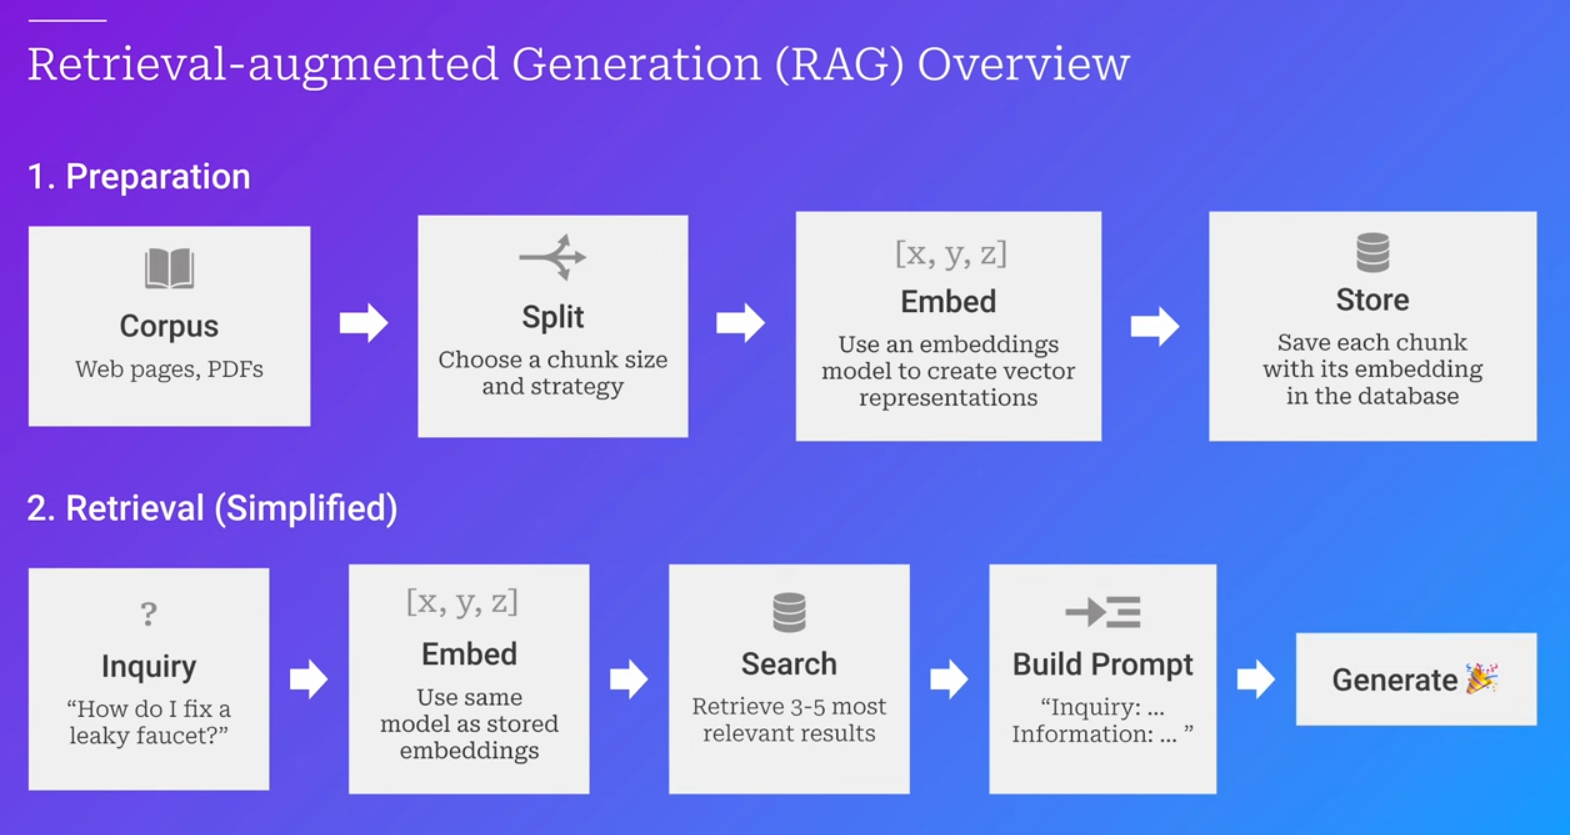 Retrieval-augmented Generation (RAG) Overview
1. Preparation
Corpus
Web pages, PDFs
Split
Choose a chunk size
and strategy
[x, y, z]
Embed
Use an embeddings
model to create vector
representations
Store
Save each chunk
with its embedding
in the database
2. Retrieval (Simplified)
?
Inquiry
“How do I fix a
leaky faucet?”
[x, y, z]
Embed
Use same
model as stored
embeddings
Search
Retrieve 3-5 most
relevant results
Build Prompt
“Inquiry: ...
Information: ... ”
Generate 🎉